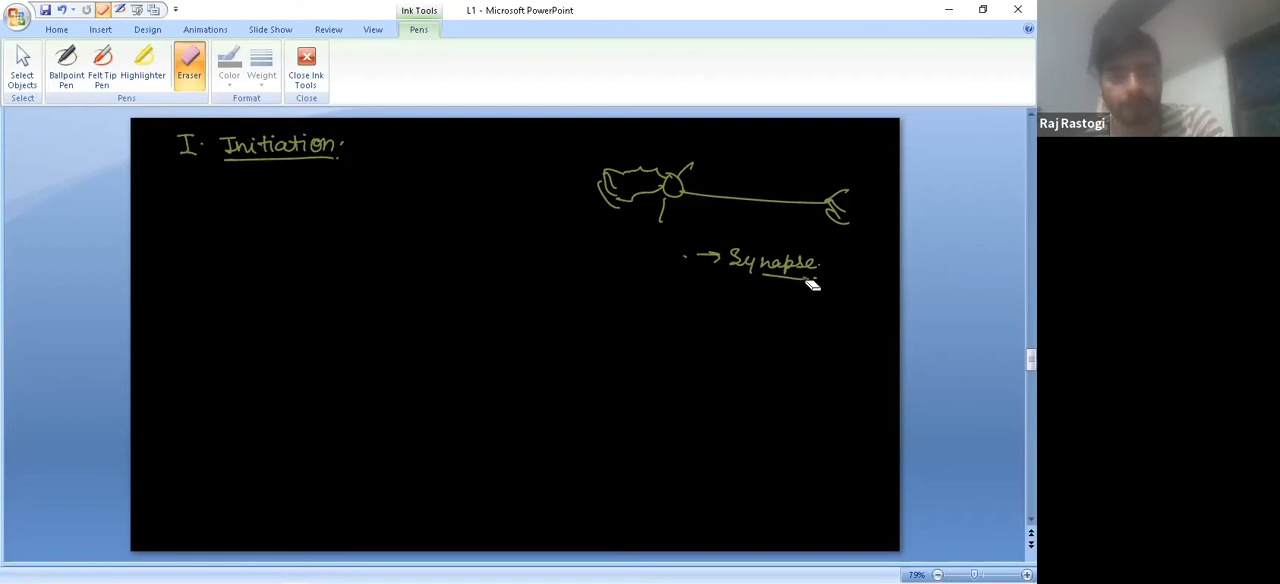 Ink Tools
L1 - Microsoft PowerPoint
Home Insert Design Animations Slide Show Review View Pens
Select Objects
Ballpoint Pen
Felt Tip Pen
Highlighter
Eraser
Color
Weight
Close Ink Tools
Select Pens Format Close
Raj Rastogi
I. Initiation.
→ Synapse.
79%